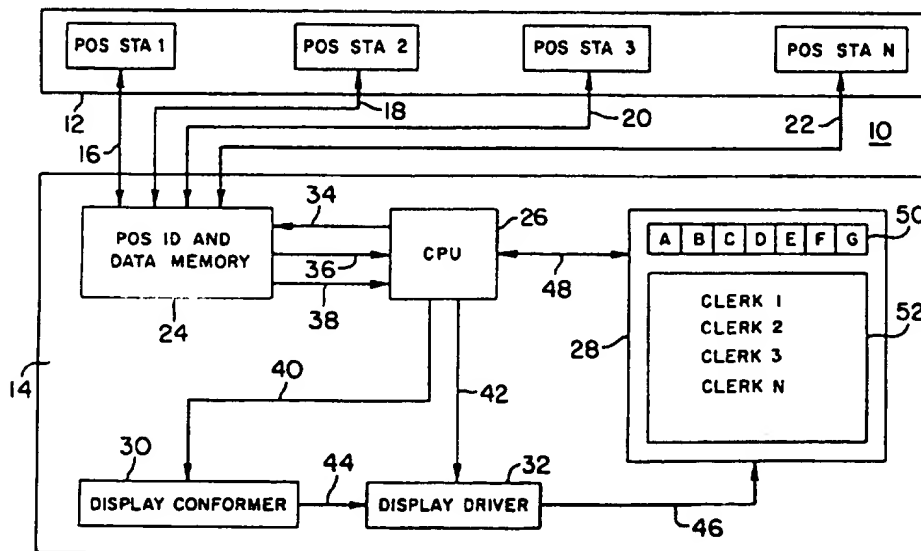 POS STA 1 POS STA 2 POS STA 3 POS STA N
12 18 20 22 10
16
34
26
50
POS ID AND DATA MEMORY
CPU
A B C D E F G
36
48
38
24
CLERK 1
CLERK 2
CLERK 3
CLERK N
52
28
14
40
42
30
44
32
DISPLAY CONFORMER
DISPLAY DRIVER
46